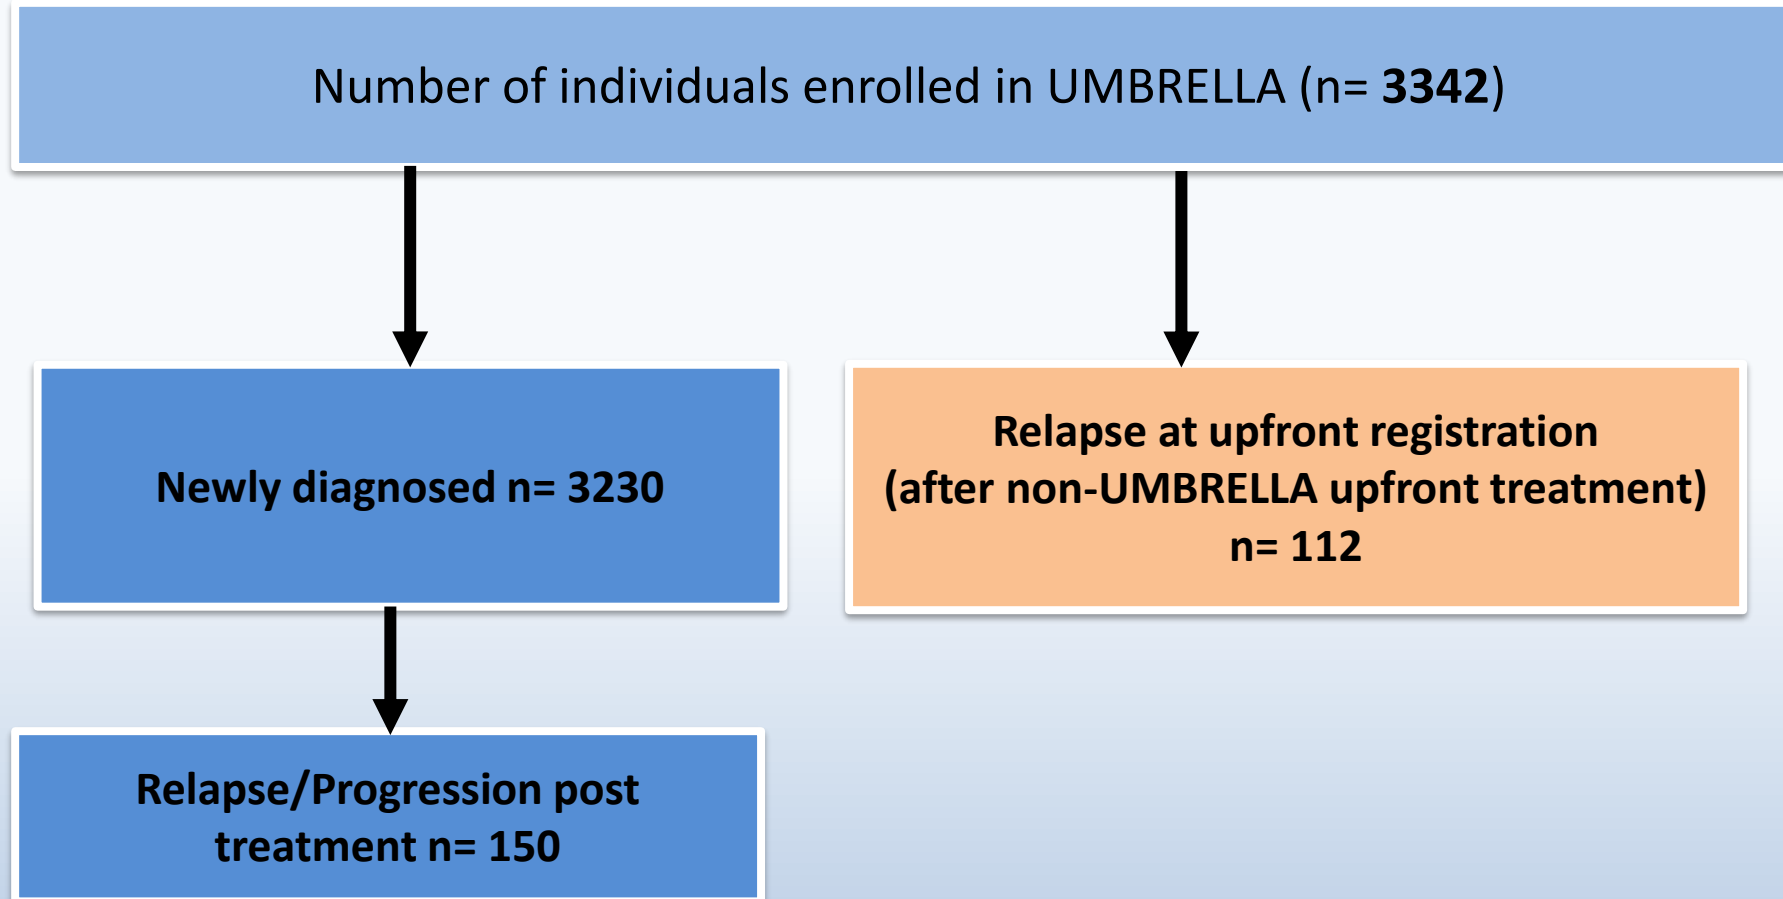 Number of individuals enrolled in UMBRELLA (n= 3342)
Newly diagnosed n= 3230
Relapse at upfront registration
(after non-UMBRELLA upfront treatment)
n= 112
Relapse/Progression post
treatment n= 150